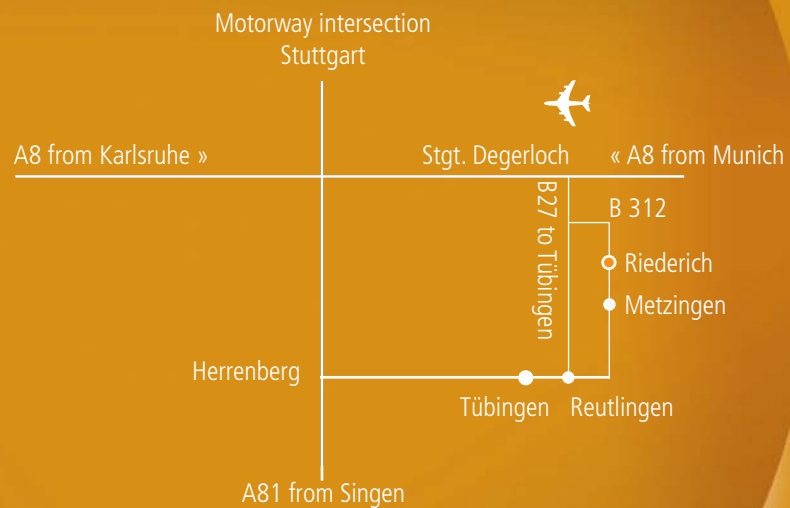 Motorway intersection
Stuttgart
A8 from Karlsruhe »
Stgt. Degerloch
« A8 from Munich
B27 to Tübingen
B 312
Riederich
Metzingen
Herrenberg
Tübingen
Reutlingen
A81 from Singen